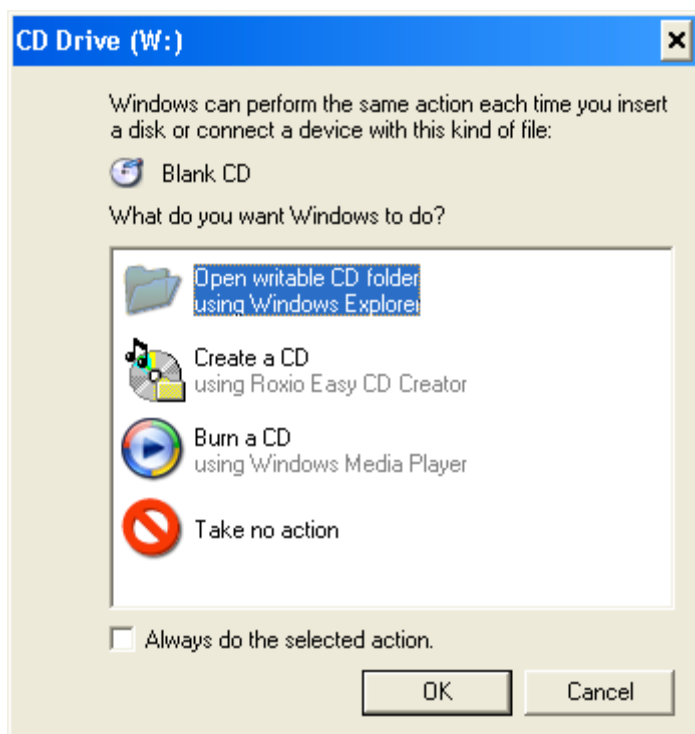 CD Drive (W:)
Windows can perform the same action each time you insert
a disk or connect a device with this kind of file:
Blank CD
What do you want Windows to do?
Open writable CD folder
using Windows Explorer
Create a CD
using Roxio Easy CD Creator
Burn a CD
using Windows Media Player
Take no action
Always do the selected action.
OK
Cancel